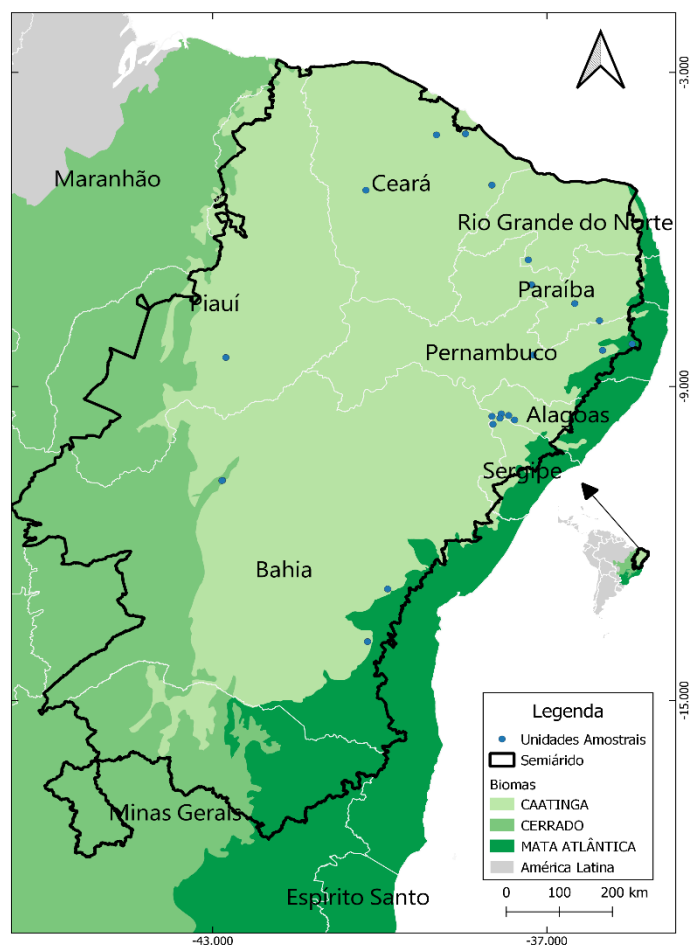 -3.000
Maranhão
Ceará
Rio Grande do Norte
Piauí
Paraíba
Pernambuco
-9.000
Alagoas
Sergipe
Bahia
-15.000
Minas Gerais
Espírito Santo
Legenda
Unidades Amostrais
Semiárido
Biomas
CAATINGA
CERRADO
MATA ATLÂNTICA
América Latina
0 100 200 km
-43.000 -37.000